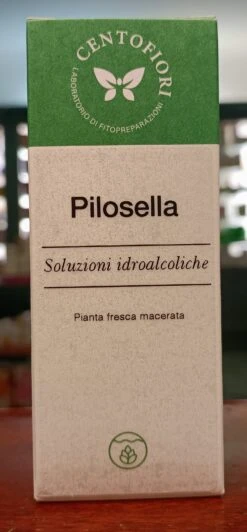 CENTOFIORI
LABORATORIO DI FITOPREPARAZIONI
Pilosella
Soluzioni idroalcoliche
Pianta fresca macerata